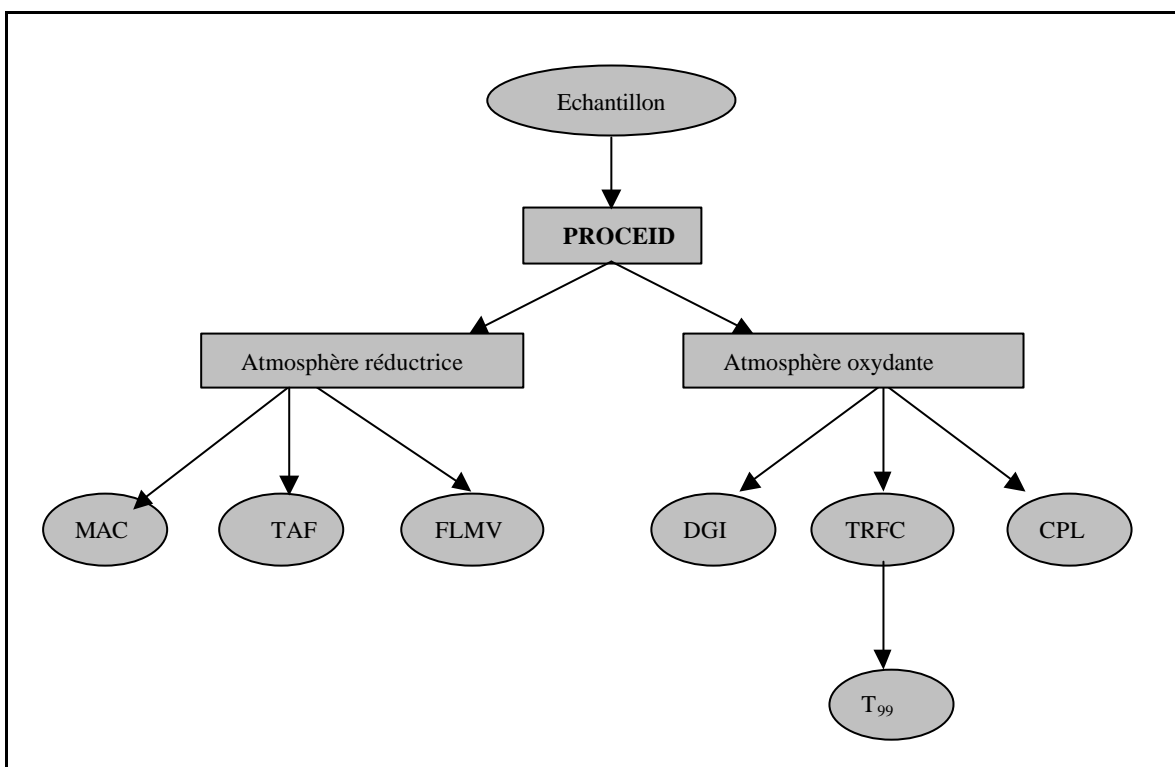 Echantillon
PROCEID
Atmosphère réductrice
Atmosphère oxydante
MAC
TAF
FLMV
DGI
TRFC
CPL
T₉₉